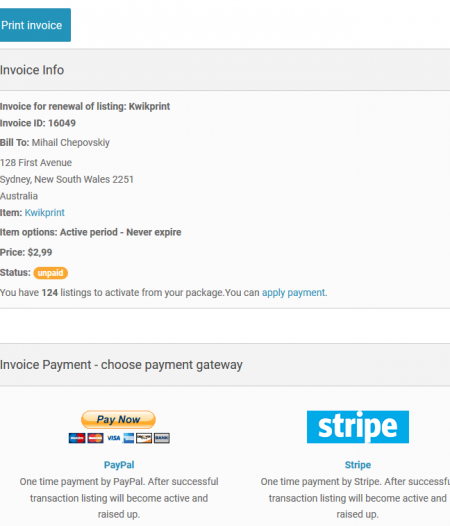 Print invoice
Invoice Info
Invoice for renewal of listing: Kwikprint
Invoice ID: 16049
Bill To: Mihail Chepovskiy
128 First Avenue
Sydney, New South Wales 2251
Australia
Item: Kwikprint
Item options: Active period - Never expire
Price: $2,99
Status: unpaid
You have 124 listings to activate from your package.You can apply payment.
Invoice Payment - choose payment gateway
Pay Now
VISA
BANK
PayPal
One time payment by PayPal. After successful
transaction listing will become active and
raised up.
stripe
Stripe
One time payment by Stripe. After successfu
transaction listing will become active and
raised up.